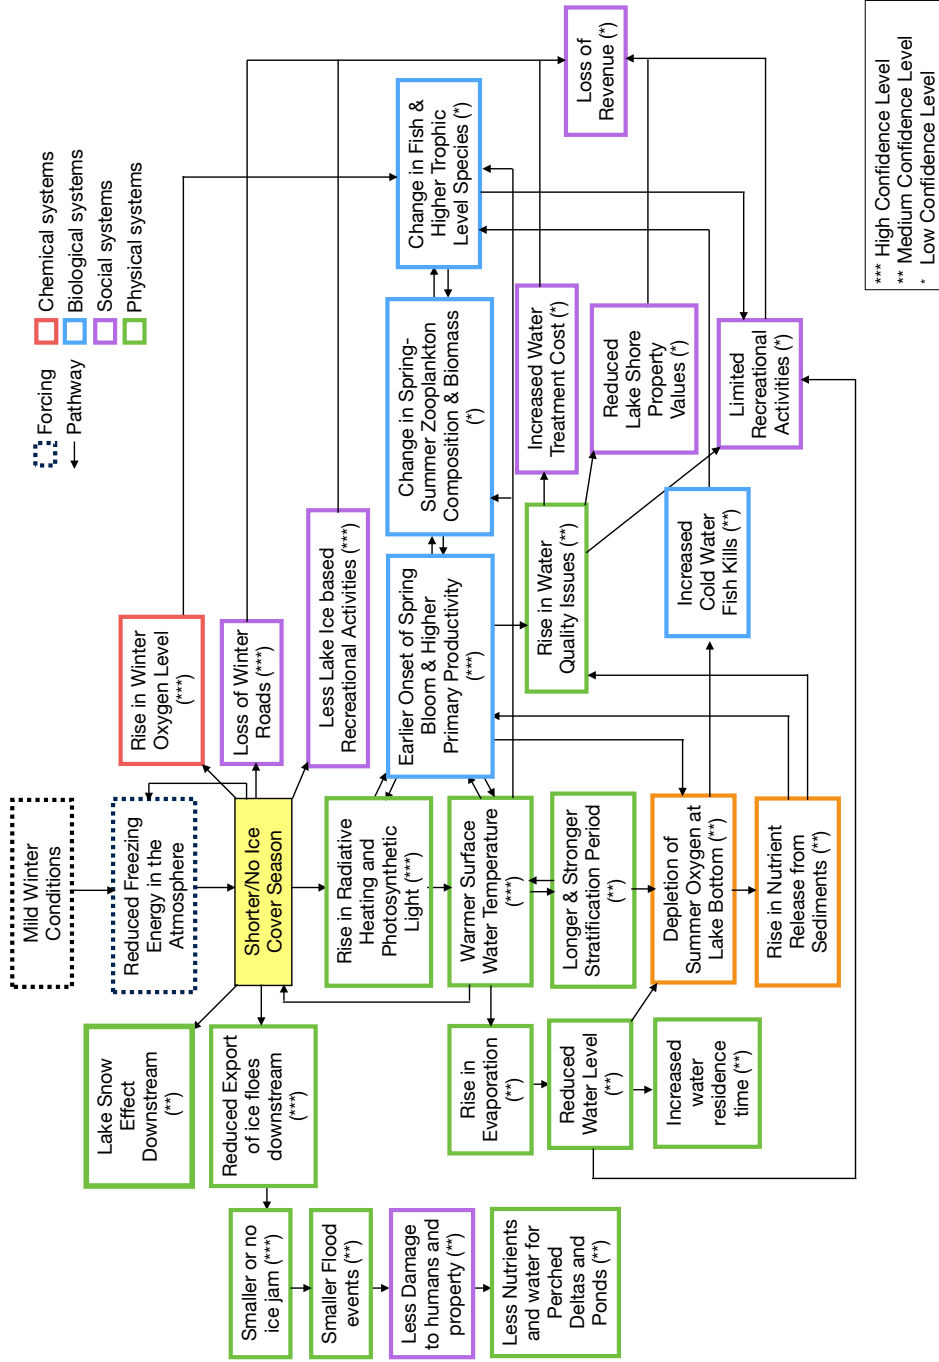 Mild Winter
Conditions
Reduced Freezing
Energy in the
Atmosphere
Shorter/No Ice
Cover Season
Forcing
Pathway
Chemical systems
Biological systems
Social systems
Physical systems
Lake Snow
Effect
Downstream
(**)
Reduced Export
of ice floes
downstream
(***)
Smaller or no
ice jam (***)
Smaller Flood
events (**)
Less Damage
to humans and
property (**)
Less Nutrients
and water for
Perched
Deltas and
Ponds (**)
Rise in Winter
Oxygen Level
(***)
Loss of Winter
Roads (***)
Less Lake Ice based
Recreational Activities (***)
Rise in Radiative
Heating and
Photosynthetic
Light (***)
Warmer Surface
Water Temperature
(***)
Longer & Stronger
Stratification Period
(**)
Depletion of
Summer Oxygen at
Lake Bottom (**)
Rise in Nutrient
Release from
Sediments (**)
Rise in
Evaporation
(**)
Reduced
Water Level
(**)
Increased
water
residence
time (**)
Earlier Onset of Spring
Bloom & Higher
Primary Productivity
(***)
Change in Spring-
Summer Zooplankton
Composition & Biomass
(*)
Change in Fish &
Higher Trophic
Level Species (*)
Rise in Water
Quality Issues (**)
Increased
Cold Water
Fish Kills (**)
Increased Water
Treatment Cost (*)
Reduced
Lake Shore
Property
Values (*)
Limited
Recreational
Activities (*)
Loss of
Revenue (*)
*** High Confidence Level
** Medium Confidence Level
* Low Confidence Level